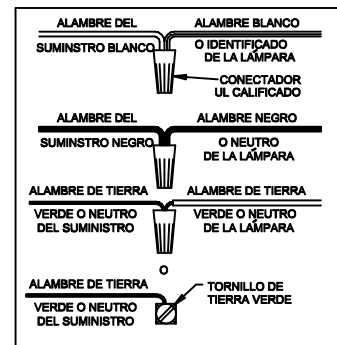 ALAMBRE DEL
SUMINSTRO BLANCO
ALAMBRE BLANCO
O IDENTIFICADO
DE LA LÁMPARA
CONECTADOR
UL CALIFICADO
ALAMBRE DEL
SUMINSTRO NEGRO
ALAMBRE NEGRO
O NEUTRO
DE LA LÁMPARA
ALAMBRE DE TIERRA
VERDE O NEUTRO
DEL SUMINISTRO
ALAMBRE DE TIERRA
VERDE O NEUTRO
DE LA LÁMPARA
O
ALAMBRE DE TIERRA
VERDE O NEUTRO
DEL SUMINISTRO
TORNILLO DE
TIERRA VERDE